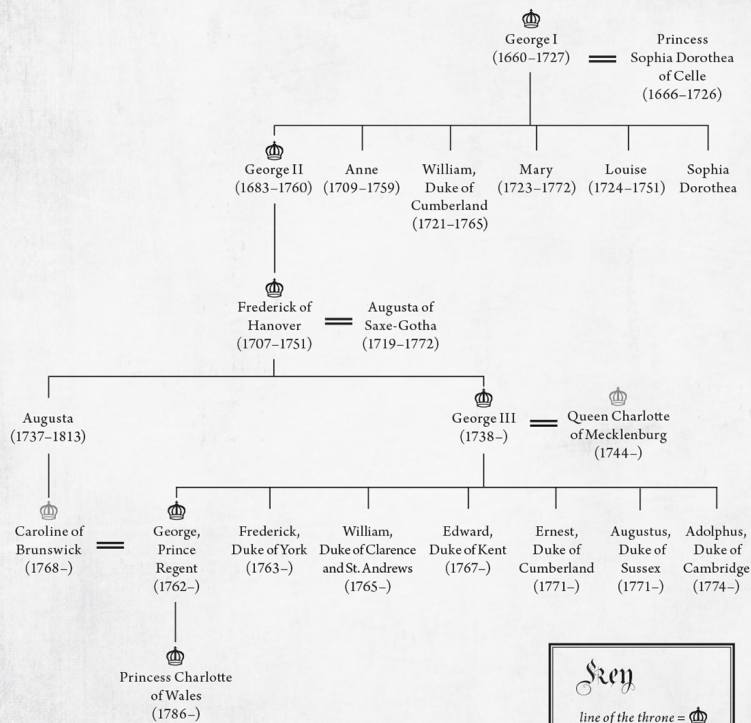 George I
(1660–1727)
Princess
Sophia Dorothea
of Celle
(1666–1726)
George II
(1683–1760)
Anne
(1709–1759)
William,
Duke of
Cumberland
(1721–1765)
Mary
(1723–1772)
Louise
(1724–1751)
Sophia
Dorothea
Frederick of
Hanover
(1707–1751)
Augusta of
Saxe-Gotha
(1719–1772)
Augusta
(1737–1813)
George III
(1738–)
Queen Charlotte
of Mecklenburg
(1744–)
Caroline of
Brunswick
(1768–)
George,
Prince
Regent
(1762–)
Frederick,
Duke of York
(1763–)
William,
Duke of Clarence
and St. Andrews
(1765–)
Edward,
Duke of Kent
(1767–)
Ernest,
Duke of
Cumberland
(1771–)
Augustus,
Duke of
Sussex
(1771–)
Adolphus,
Duke of
Cambridge
(1774–)
Princess Charlotte
of Wales
(1786–)
Key
line of the throne =